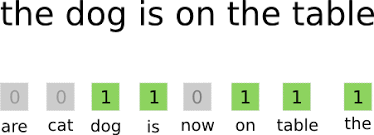 the dog is on the table
0 0 1 1 0 1 1 1
are cat dog is now on table the